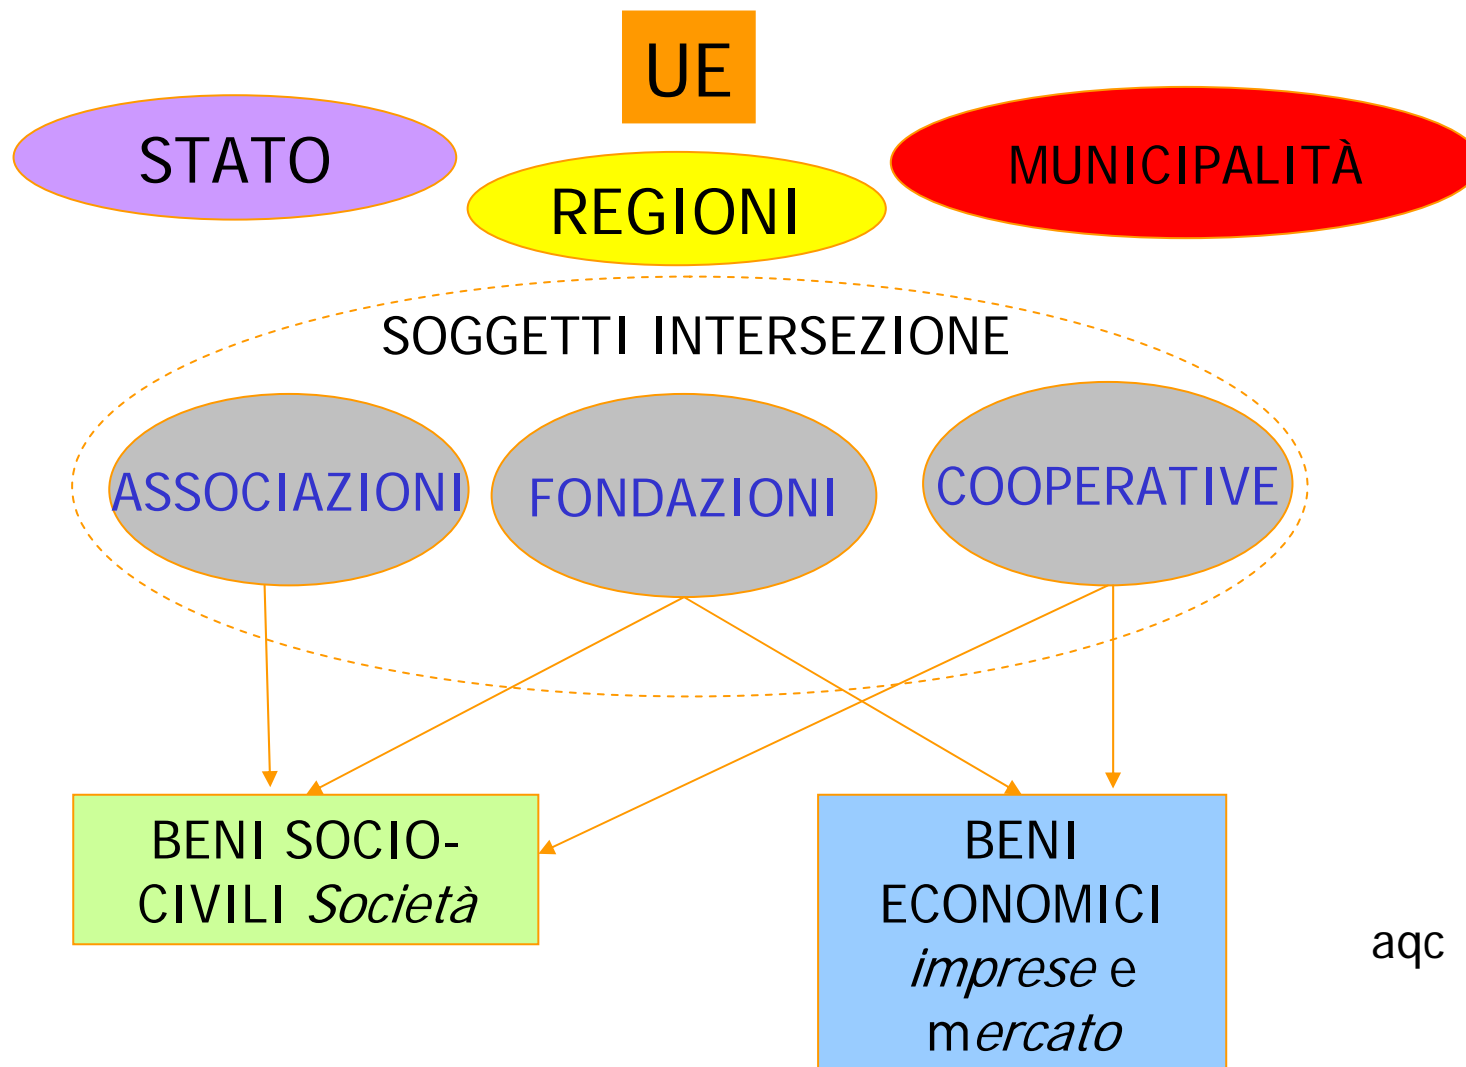 UE
STATO
REGIONI
MUNICIPALITÀ
SOGGETTI INTERSEZIONE
ASSOCIAZIONI
FONDAZIONI
COOPERATIVE
BENI SOCIO-
CIVILI Società
BENI
ECONOMICI
imprese e
mercato
aqc